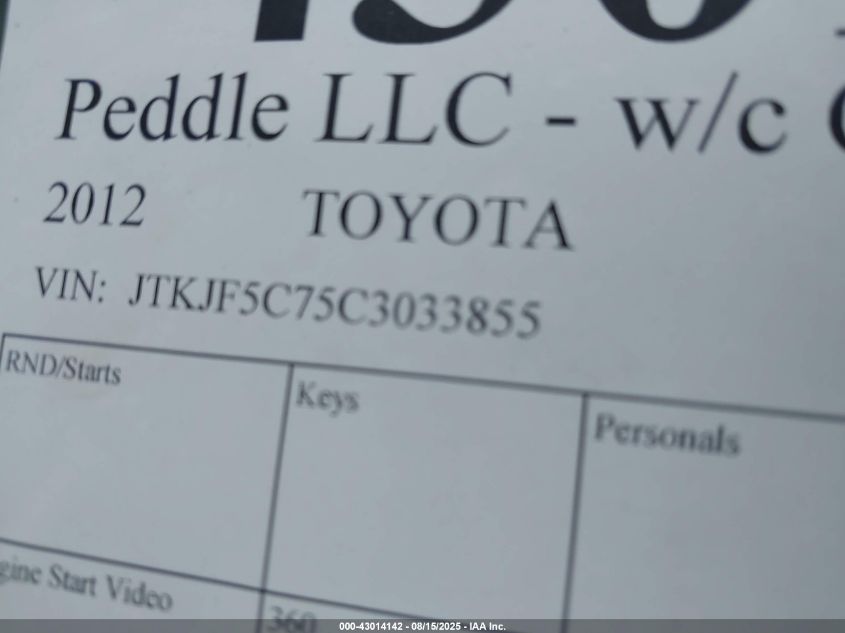 Peddle LLC - w/c
2012 TOYOTA
VIN: JTKJF5C75C3033855
RND/Starts Keys Personals
gine Start Video 360
000-43014142 - 08/15/2025 - IAA Inc.